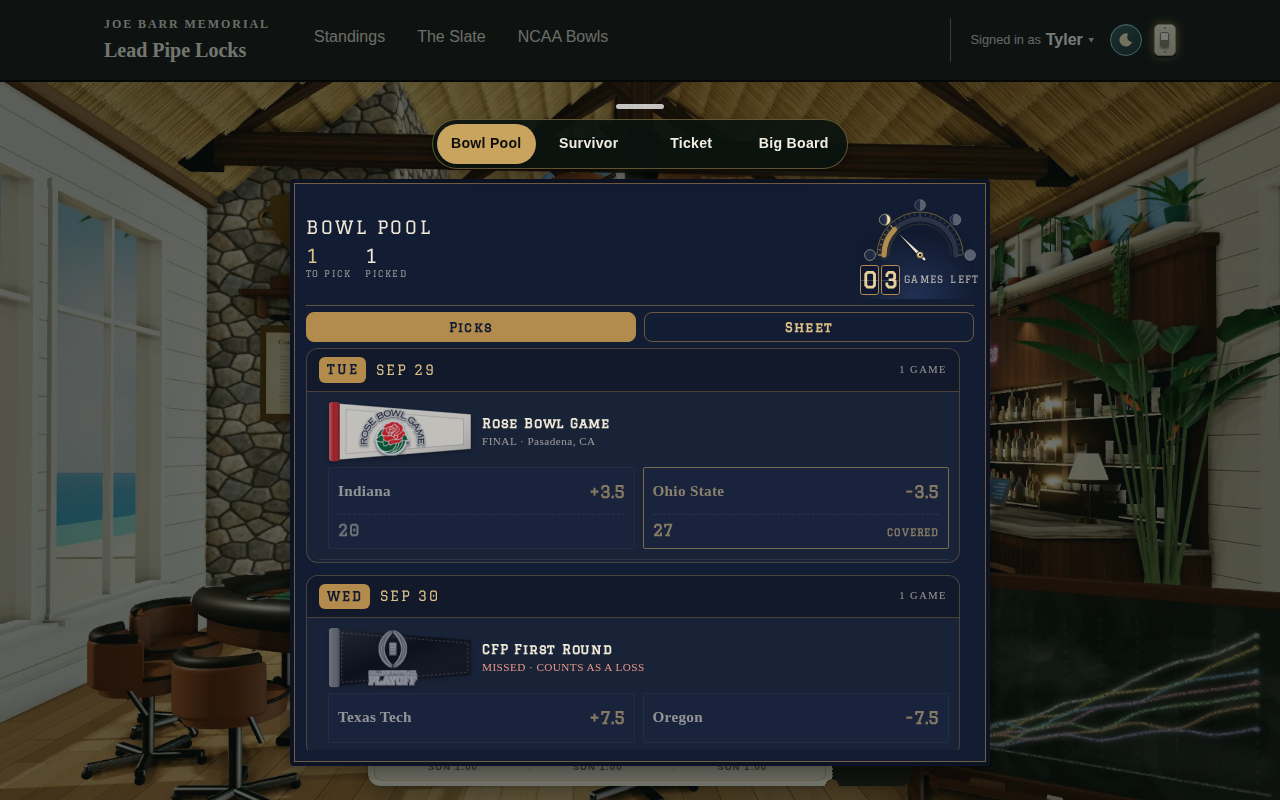 JOE BARR MEMORIAL
Lead Pipe Locks
Standings The Slate NCAA Bowls
Signed in as Tyler
Bowl Pool Survivor Ticket Big Board
BOWL POOL
1 TO PICK 1 PICKED
03 GAMES LEFT
Picks Sheet
TUE SEP 29 1 GAME
ROSE BOWL GAME
Rose Bowl Game
FINAL · Pasadena, CA
Indiana +3.5
20
Ohio State -3.5
27 COVERED
WED SEP 30 1 GAME
PLAYOFF
CFP First Round
MISSED · COUNTS AS A LOSS
Texas Tech +7.5
Oregon -7.5